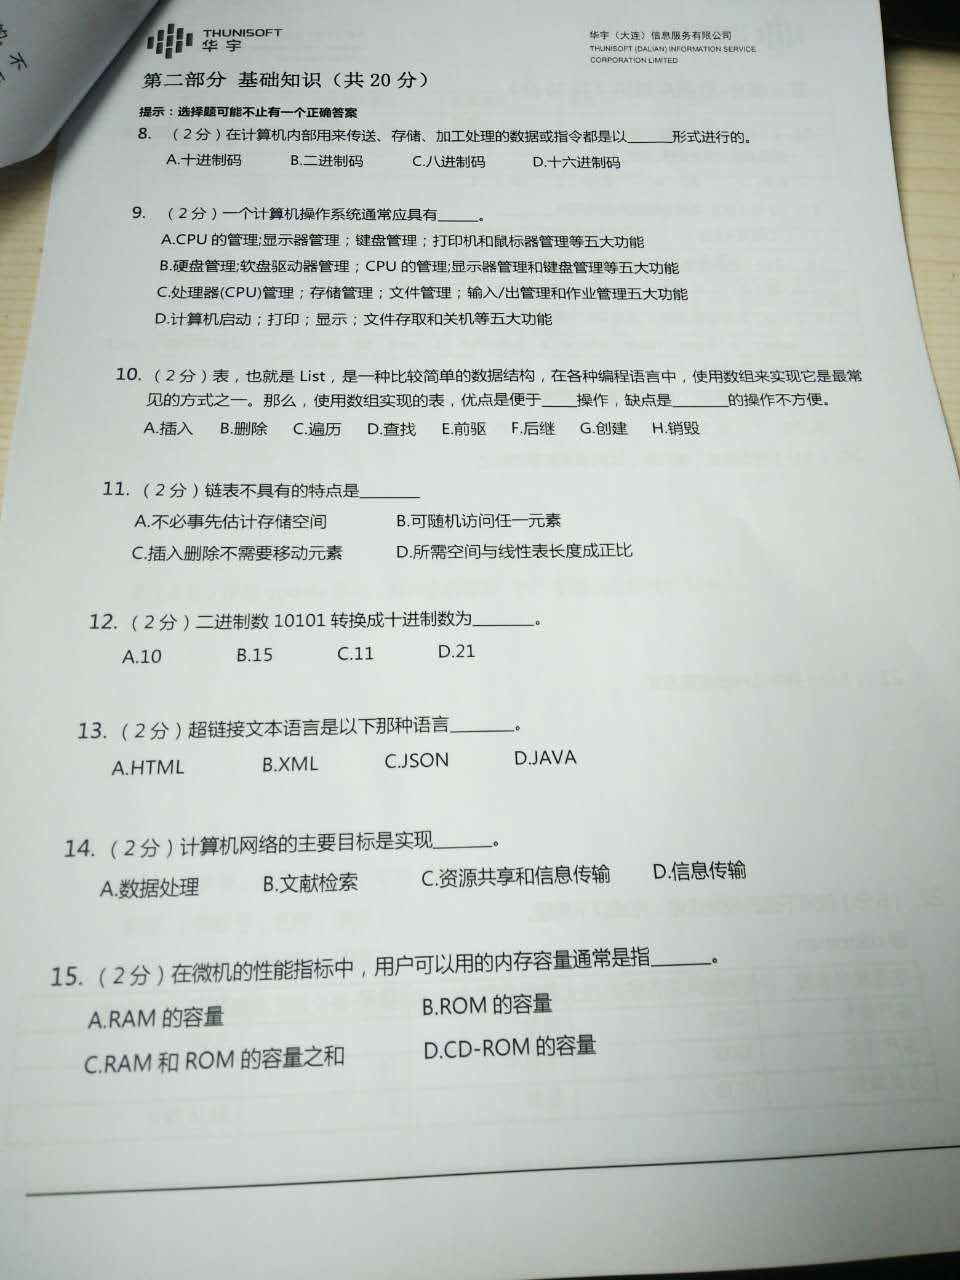 THUNISOFT
华宇
华宇（大连）信息服务有限公司
THUNISOFT (DALIAN) INFORMATION SERVICE
CORPORATION LIMITED
第二部分 基础知识（共 20 分）
提示：选择题可能不止有一个正确答案
8. （2 分）在计算机内部用来传送、存储、加工处理的数据或指令都是以______形式进行的。
A.十进制码 B.二进制码 C.八进制码 D.十六进制码
9. （2 分）一个计算机操作系统通常应具有_____。
A.CPU 的管理;显示器管理；键盘管理；打印机和鼠标器管理等五大功能
B.硬盘管理;软盘驱动器管理；CPU 的管理;显示器管理和键盘管理等五大功能
C.处理器(CPU)管理；存储管理；文件管理；输入/出管理和作业管理五大功能
D.计算机启动；打印；显示；文件存取和关机等五大功能
10.（2 分）表，也就是 List，是一种比较简单的数据结构，在各种编程语言中，使用数组来实现它是最常
见的方式之一。那么，使用数组实现的表，优点是便于____操作，缺点是______的操作不方便。
A.插入 B.删除 C.遍历 D.查找 E.前驱 F.后继 G.创建 H.销毁
11.（2 分）链表不具有的特点是_______
A.不必事先估计存储空间 B.可随机访问任一元素
C.插入删除不需要移动元素 D.所需空间与线性表长度成正比
12.（2 分）二进制数 10101 转换成十进制数为_______。
A.10 B.15 C.11 D.21
13.（2 分）超链接文本语言是以下那种语言_______。
A.HTML B.XML C.JSON D.JAVA
14.（2 分）计算机网络的主要目标是实现______。
A.数据处理 B.文献检索 C.资源共享和信息传输 D.信息传输
15.（2 分）在微机的性能指标中，用户可以用的内存容量通常是指______。
A.RAM 的容量 B.ROM 的容量
C.RAM 和 ROM 的容量之和 D.CD-ROM 的容量